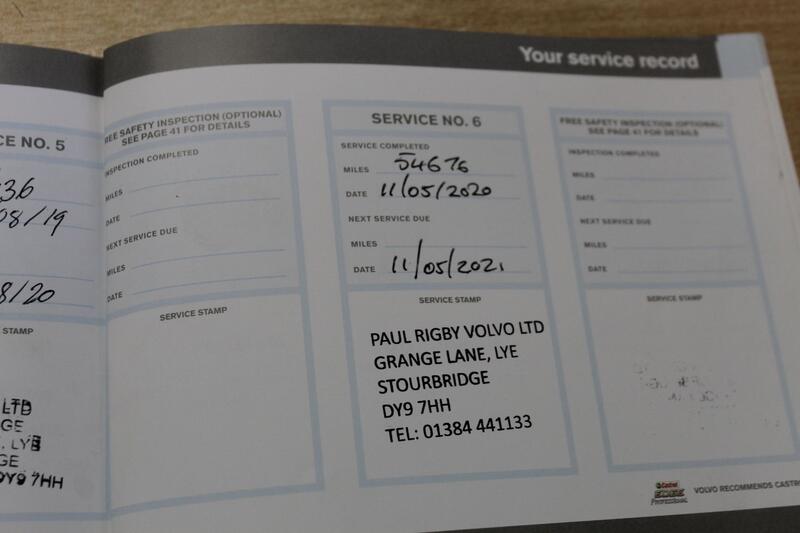 Your service record
CE NO. 5
36
08/19
8/20
STAMP
LTD
GE
, LYE
GE
DY9 7HH
FREE SAFETY INSPECTION (OPTIONAL)
SEE PAGE 41 FOR DETAILS
INSPECTION COMPLETED
MILES
DATE
NEXT SERVICE DUE
MILES
DATE
SERVICE STAMP
SERVICE NO. 6
SERVICE COMPLETED
MILES 54676
DATE 11/05/2020
NEXT SERVICE DUE
MILES
DATE 11/05/2021
SERVICE STAMP
PAUL RIGBY VOLVO LTD
GRANGE LANE, LYE
STOURBRIDGE
DY9 7HH
TEL: 01384 441133
FREE SAFETY INSPECTION (OPTIONAL)
SEE PAGE 41 FOR DETAILS
INSPECTION COMPLETED
MILES
DATE
NEXT SERVICE DUE
MILES
DATE
SERVICE STAMP
Castrol
EDGE
PROFESSIONAL
VOLVO RECOMMENDS CASTRO